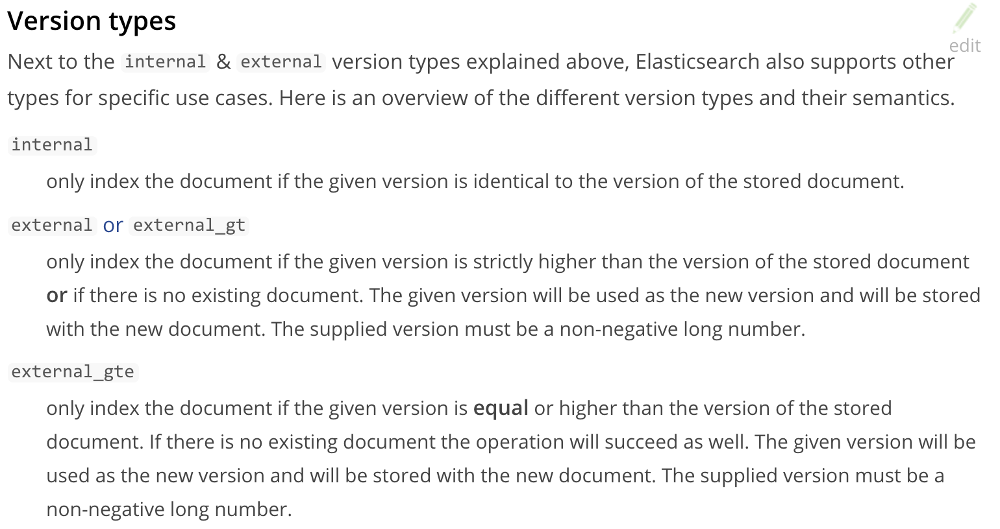 Version types
edit
Next to the internal & external version types explained above, Elasticsearch also supports other
types for specific use cases. Here is an overview of the different version types and their semantics.
internal
only index the document if the given version is identical to the version of the stored document.
external or external_gt
only index the document if the given version is strictly higher than the version of the stored document
or if there is no existing document. The given version will be used as the new version and will be stored
with the new document. The supplied version must be a non-negative long number.
external_gte
only index the document if the given version is equal or higher than the version of the stored
document. If there is no existing document the operation will succeed as well. The given version will be
used as the new version and will be stored with the new document. The supplied version must be a
non-negative long number.